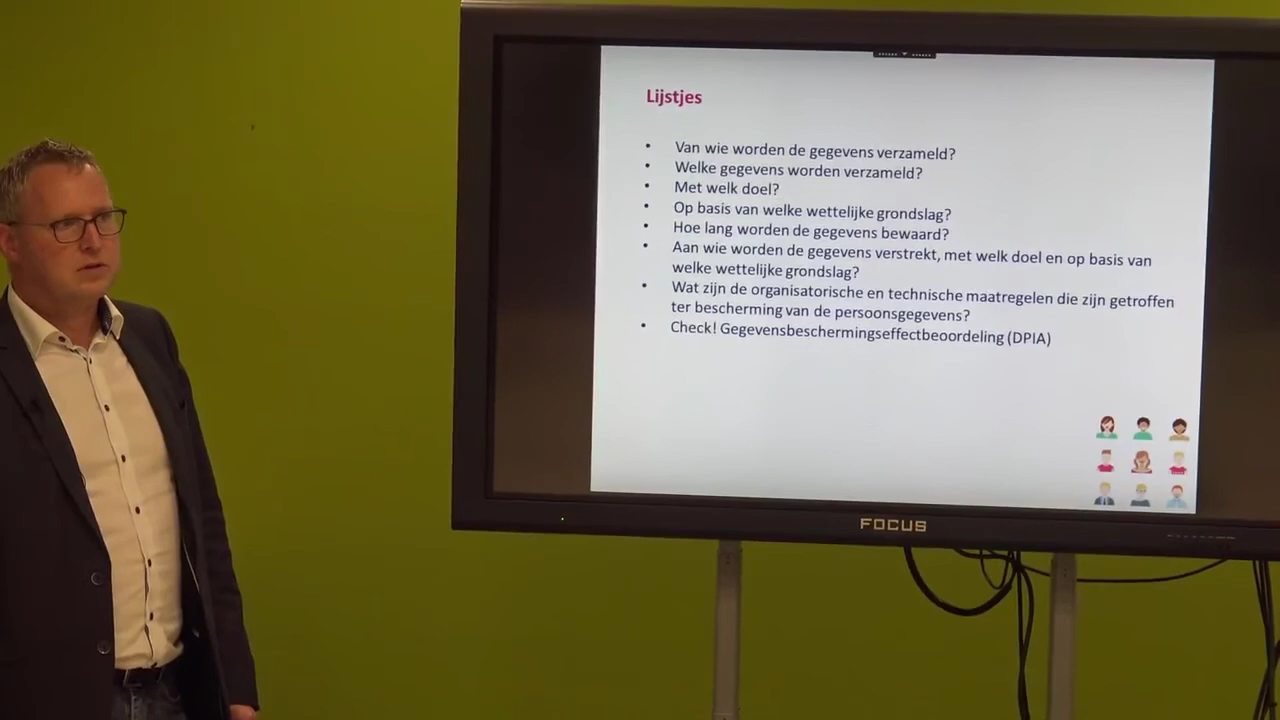 Lijstjes
• Van wie worden de gegevens verzameld?
• Welke gegevens worden verzameld?
• Met welk doel?
• Op basis van welke wettelijke grondslag?
• Hoe lang worden de gegevens bewaard?
• Aan wie worden de gegevens verstrekt, met welk doel en op basis van
welke wettelijke grondslag?
• Wat zijn de organisatorische en technische maatregelen die zijn getroffen
ter bescherming van de persoonsgegevens?
• Check! Gegevensbeschermingseffectbeoordeling (DPIA)
FOCUS